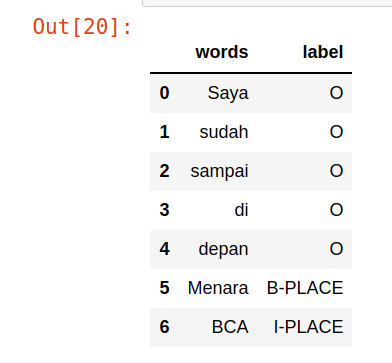 Out[20]:
words label
0 Saya O
1 sudah O
2 sampai O
3 di O
4 depan O
5 Menara B-PLACE
6 BCA I-PLACE